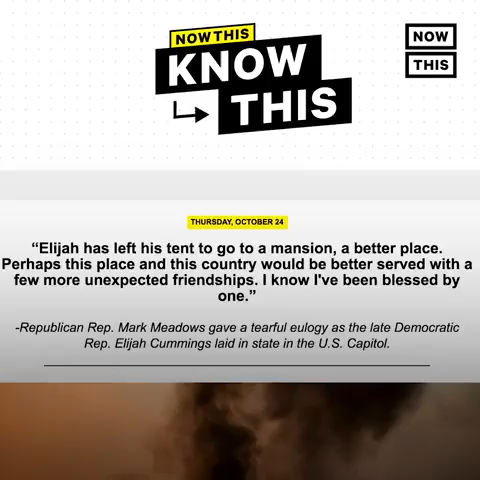 NOWTHIS
KNOW
THIS
NOW
THIS
THURSDAY, OCTOBER 24
“Elijah has left his tent to go to a mansion, a better place.
Perhaps this place and this country would be better served with a
few more unexpected friendships. I know I've been blessed by
one.”
-Republican Rep. Mark Meadows gave a tearful eulogy as the late Democratic
Rep. Elijah Cummings laid in state in the U.S. Capitol.